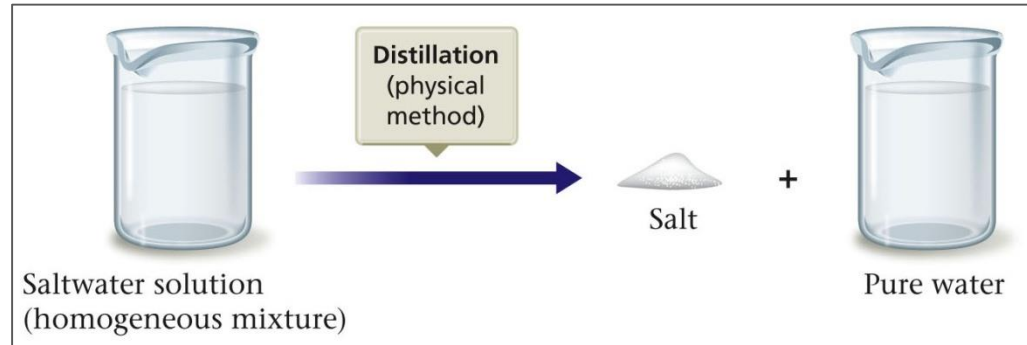 Distillation
(physical
method)
Salt
+
Saltwater solution
(homogeneous mixture)
Pure water